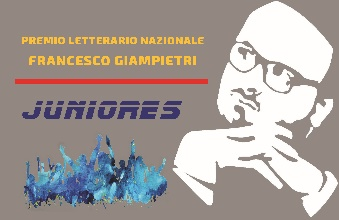 PREMIO LETTERARIO NAZIONALE
FRANCESCO GIAMPIETRI
JUNIORES